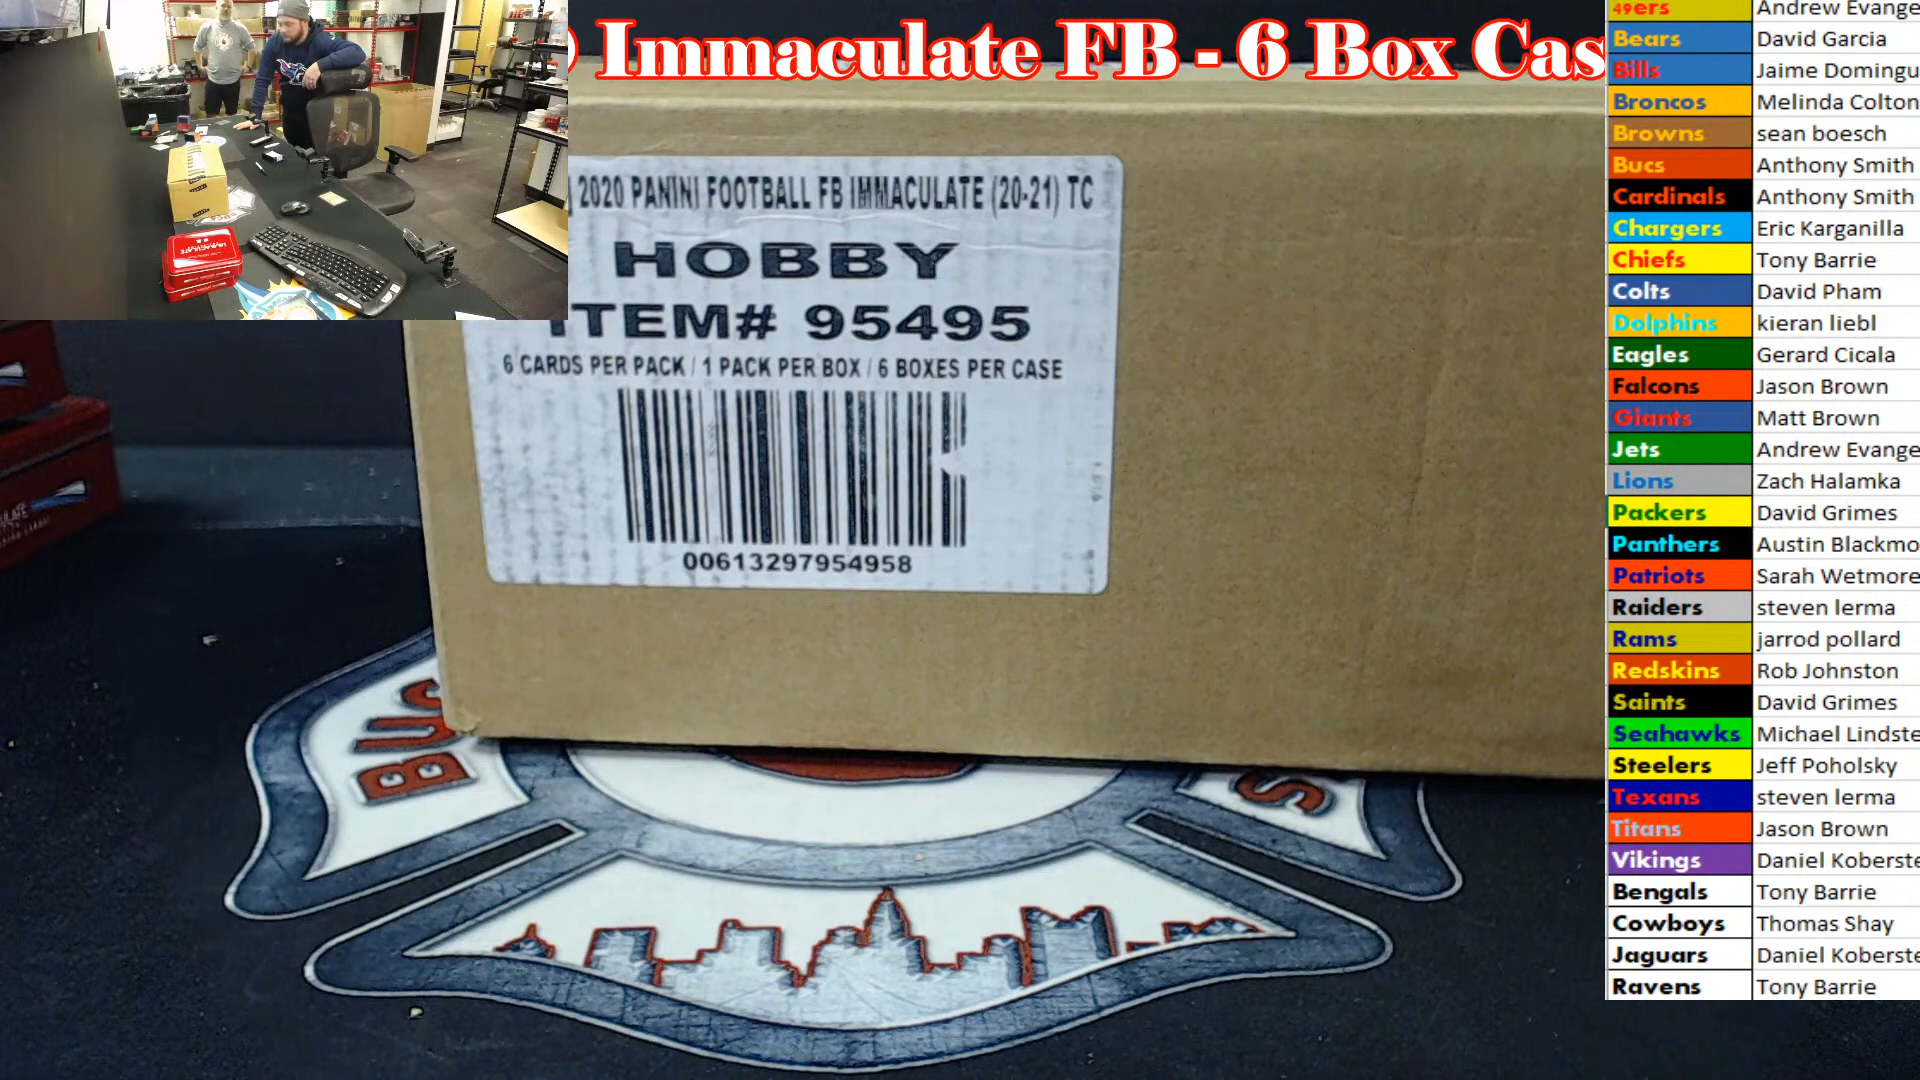 ) Immaculate FB - 6 Box Cas
2020 PANINI FOOTBALL FB IMMACULATE (20-21) TC
HOBBY
ITEM# 95495
6 CARDS PER PACK / 1 PACK PER BOX / 6 BOXES PER CASE
00613297954958
BUC
S
49ers Andrew Evange
Bears David Garcia
Bills Jaime Domingu
Broncos Melinda Colton
Browns sean boesch
Bucs Anthony Smith
Cardinals Anthony Smith
Chargers Eric Karganilla
Chiefs Tony Barrie
Colts David Pham
Dolphins kieran liebl
Eagles Gerard Cicala
Falcons Jason Brown
Giants Matt Brown
Jets Andrew Evange
Lions Zach Halamka
Packers David Grimes
Panthers Austin Blackmo
Patriots Sarah Wetmore
Raiders steven lerma
Rams jarrod pollard
Redskins Rob Johnston
Saints David Grimes
Seahawks Michael Lindste
Steelers Jeff Poholsky
Texans steven lerma
Titans Jason Brown
Vikings Daniel Koberste
Bengals Tony Barrie
Cowboys Thomas Shay
Jaguars Daniel Koberste
Ravens Tony Barrie